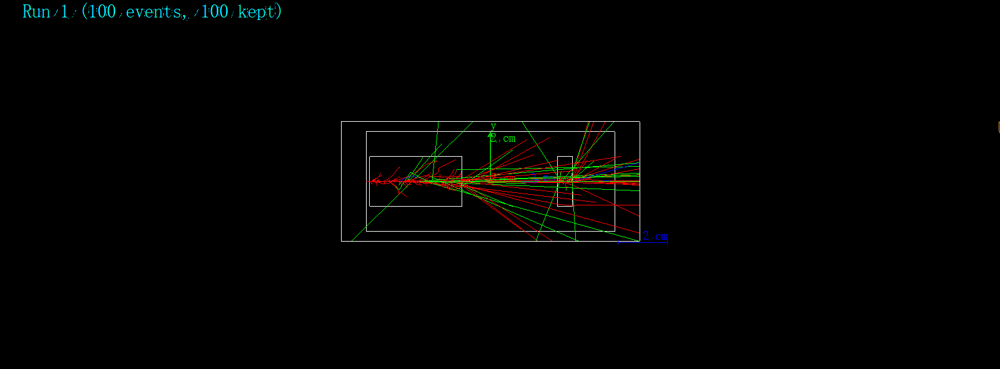 Run 1 (100 events, 100 kept)
y
2 cm
2 cm